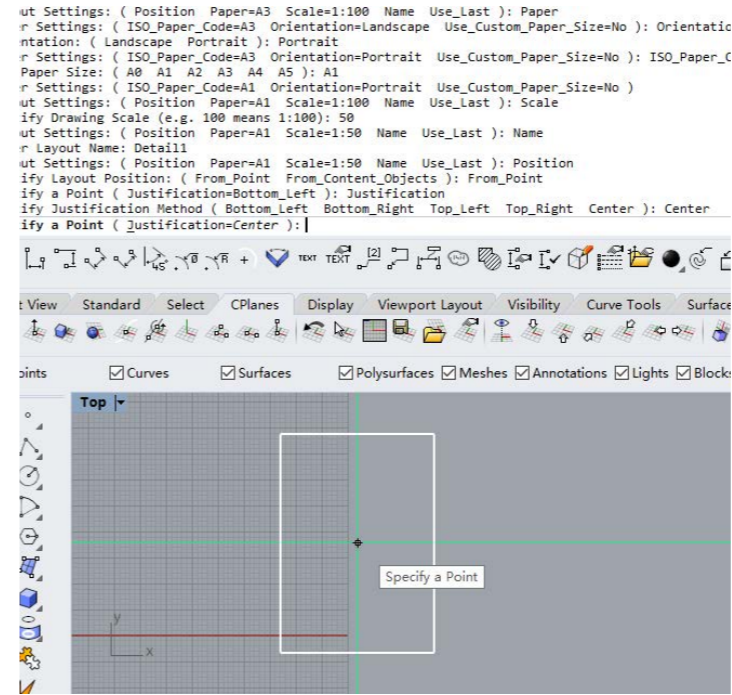 ut Settings: ( Position Paper=A3 Scale=1:100 Name Use_Last ): Paper
r Settings: ( ISO_Paper_Code=A3 Orientation=Landscape Use_Custom_Paper_Size=No ): Orientatio
ntation: ( Landscape Portrait ): Portrait
r Settings: ( ISO_Paper_Code=A3 Orientation=Portrait Use_Custom_Paper_Size=No ): ISO_Paper_C
Paper Size: ( A0 A1 A2 A3 A4 A5 ): A1
r Settings: ( ISO_Paper_Code=A1 Orientation=Portrait Use_Custom_Paper_Size=No )
ut Settings: ( Position Paper=A1 Scale=1:100 Name Use_Last ): Scale
ify Drawing Scale (e.g. 100 means 1:100): 50
ut Settings: ( Position Paper=A1 Scale=1:50 Name Use_Last ): Name
r Layout Name: Detail1
ut Settings: ( Position Paper=A1 Scale=1:50 Name Use_Last ): Position
ify Layout Position: ( From_Point From_Content_Objects ): From_Point
ify a Point ( Justification=Bottom_Left ): Justification
ify Justification Method ( Bottom_Left Bottom_Right Top_Left Top_Right Center ): Center
ify a Point ( Justification=Center ):
45° R + TEXT TEXT [2]
t View Standard Select CPlanes Display Viewport Layout Visibility Curve Tools Surface
oints Curves Surfaces Polysurfaces Meshes Annotations Lights Blocks
Top
Specify a Point
y
x